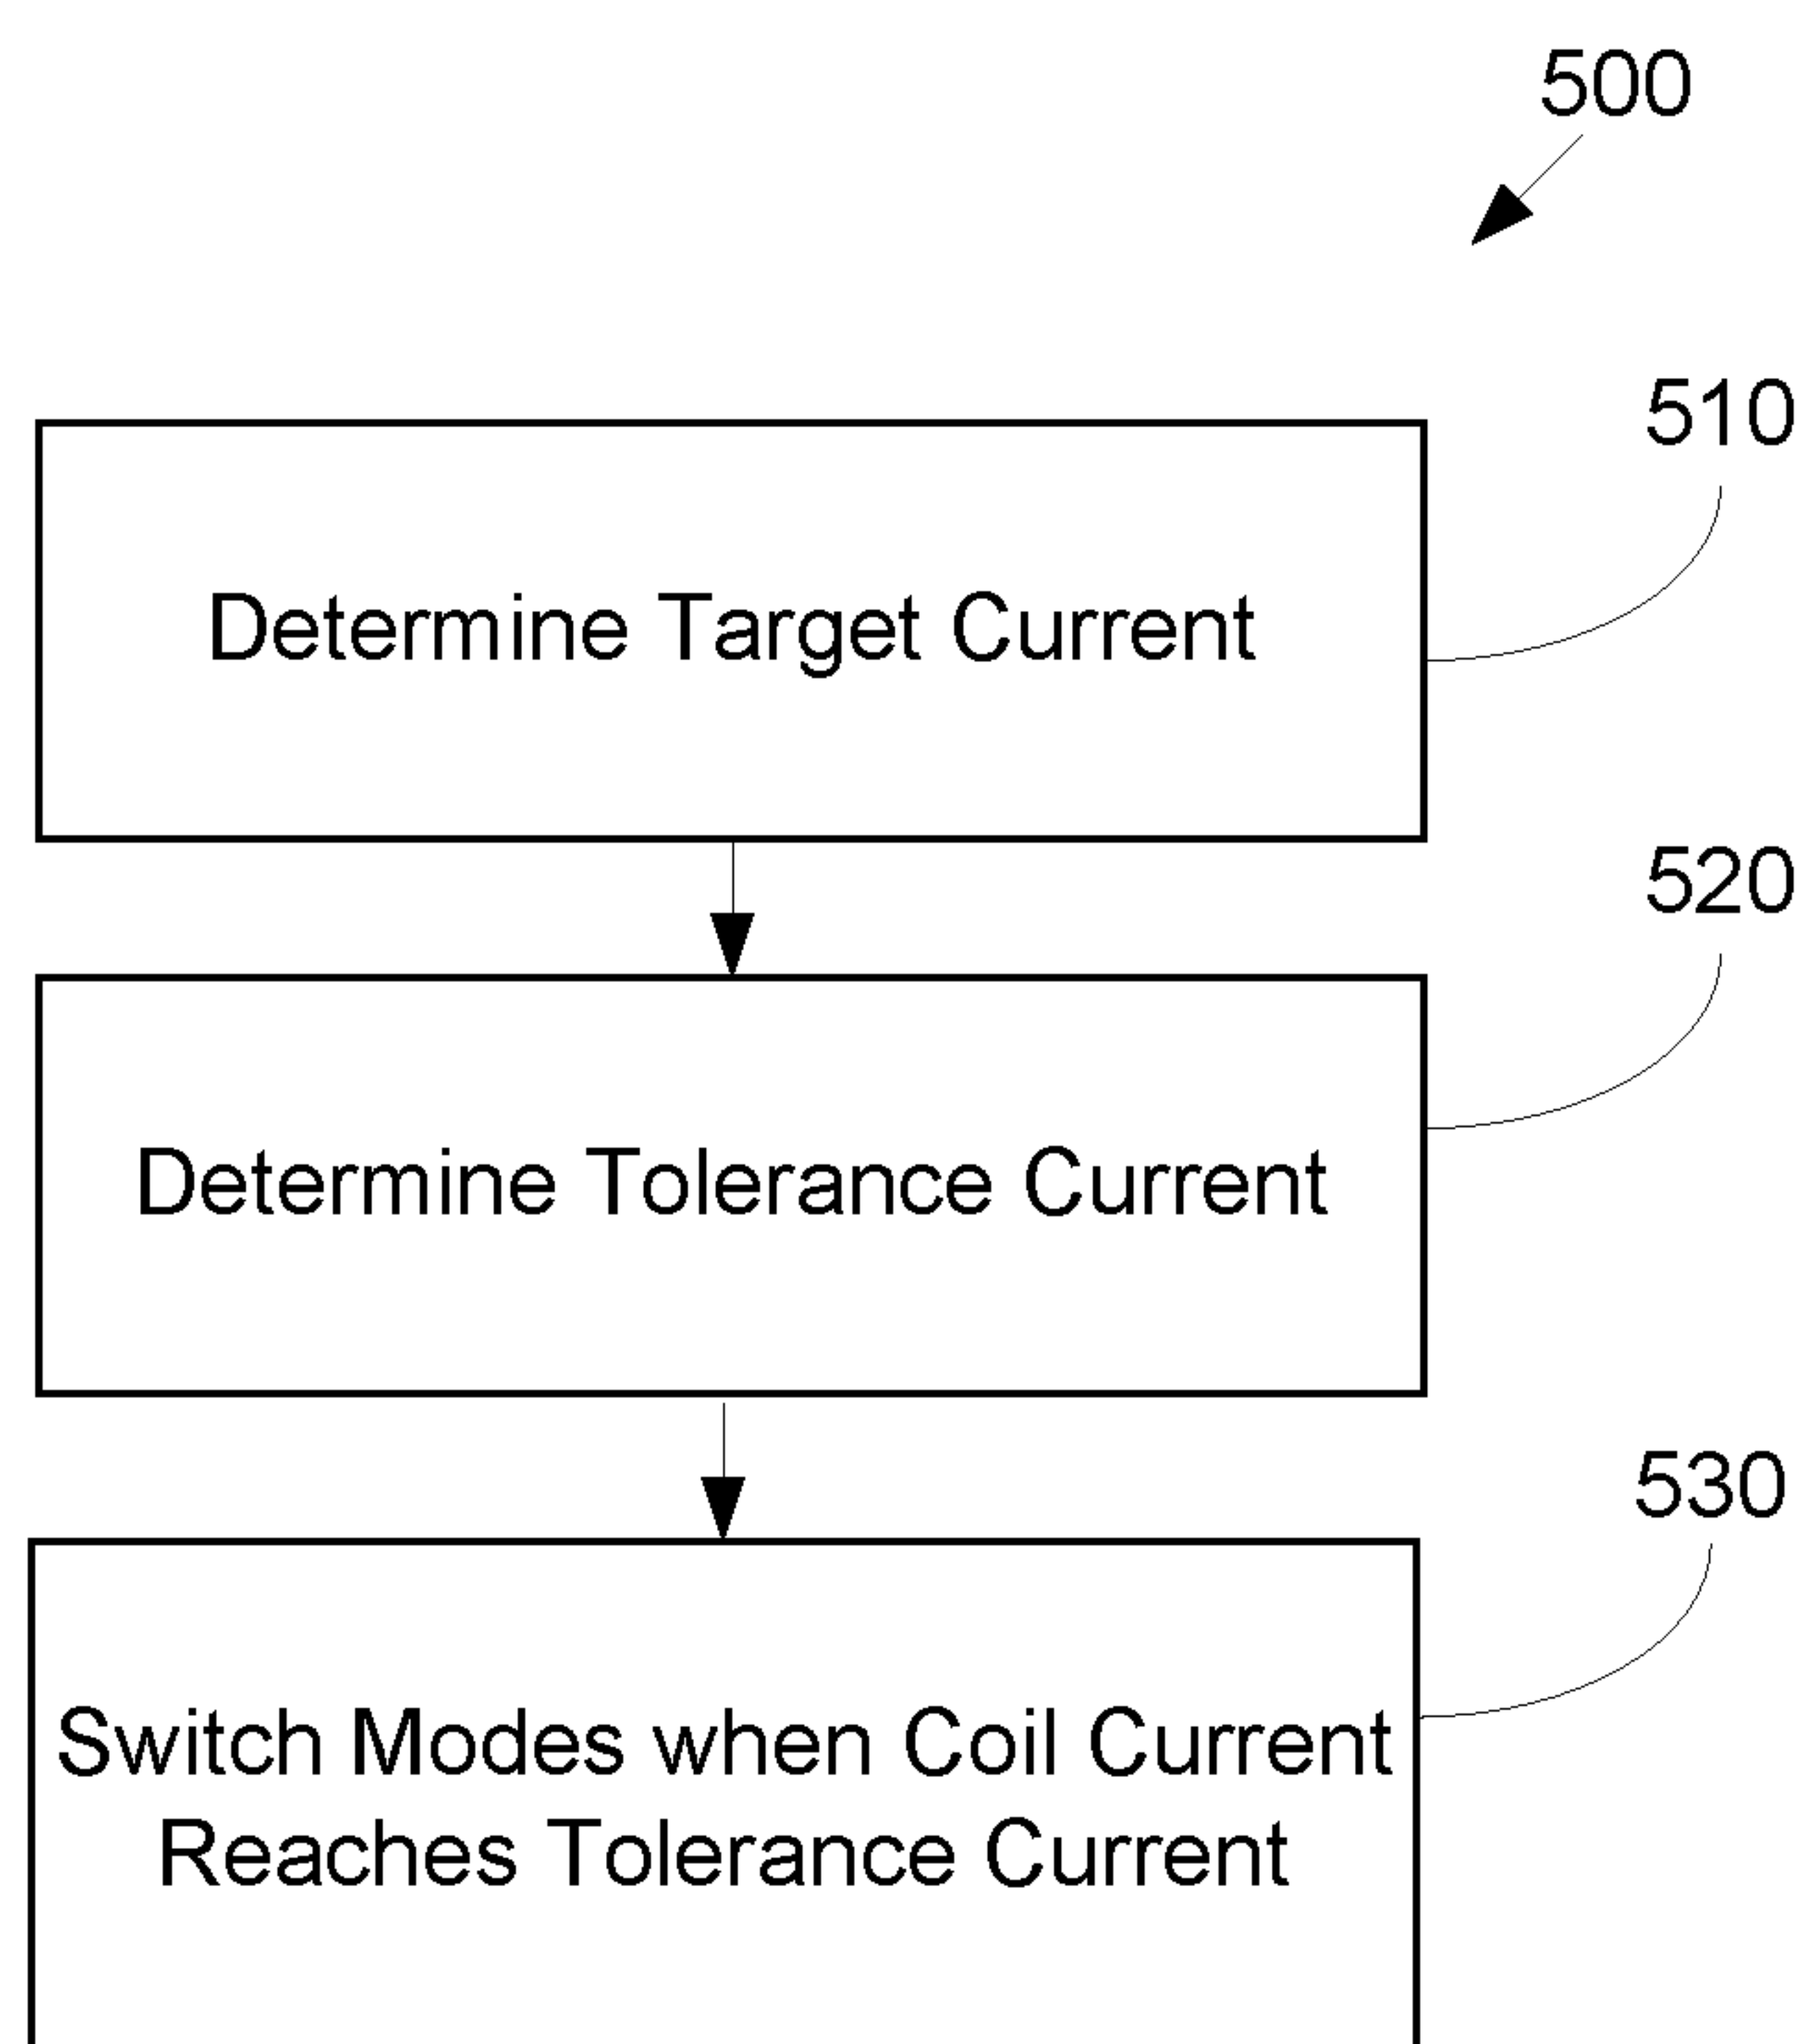 500
510
Determine Target Current
520
Determine Tolerance Current
530
Switch Modes when Coil Current
Reaches Tolerance Current